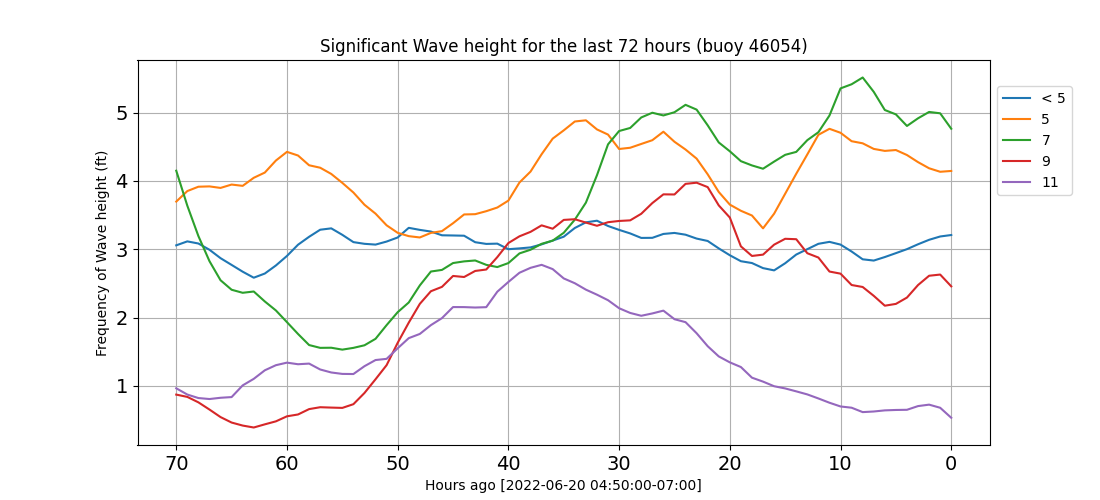 Significant Wave height for the last 72 hours (buoy 46054)
Frequency of Wave height (ft)
5
4
3
2
1
70 60 50 40 30 20 10 0
Hours ago [2022-06-20 04:50:00-07:00]
< 5
5
7
9
11